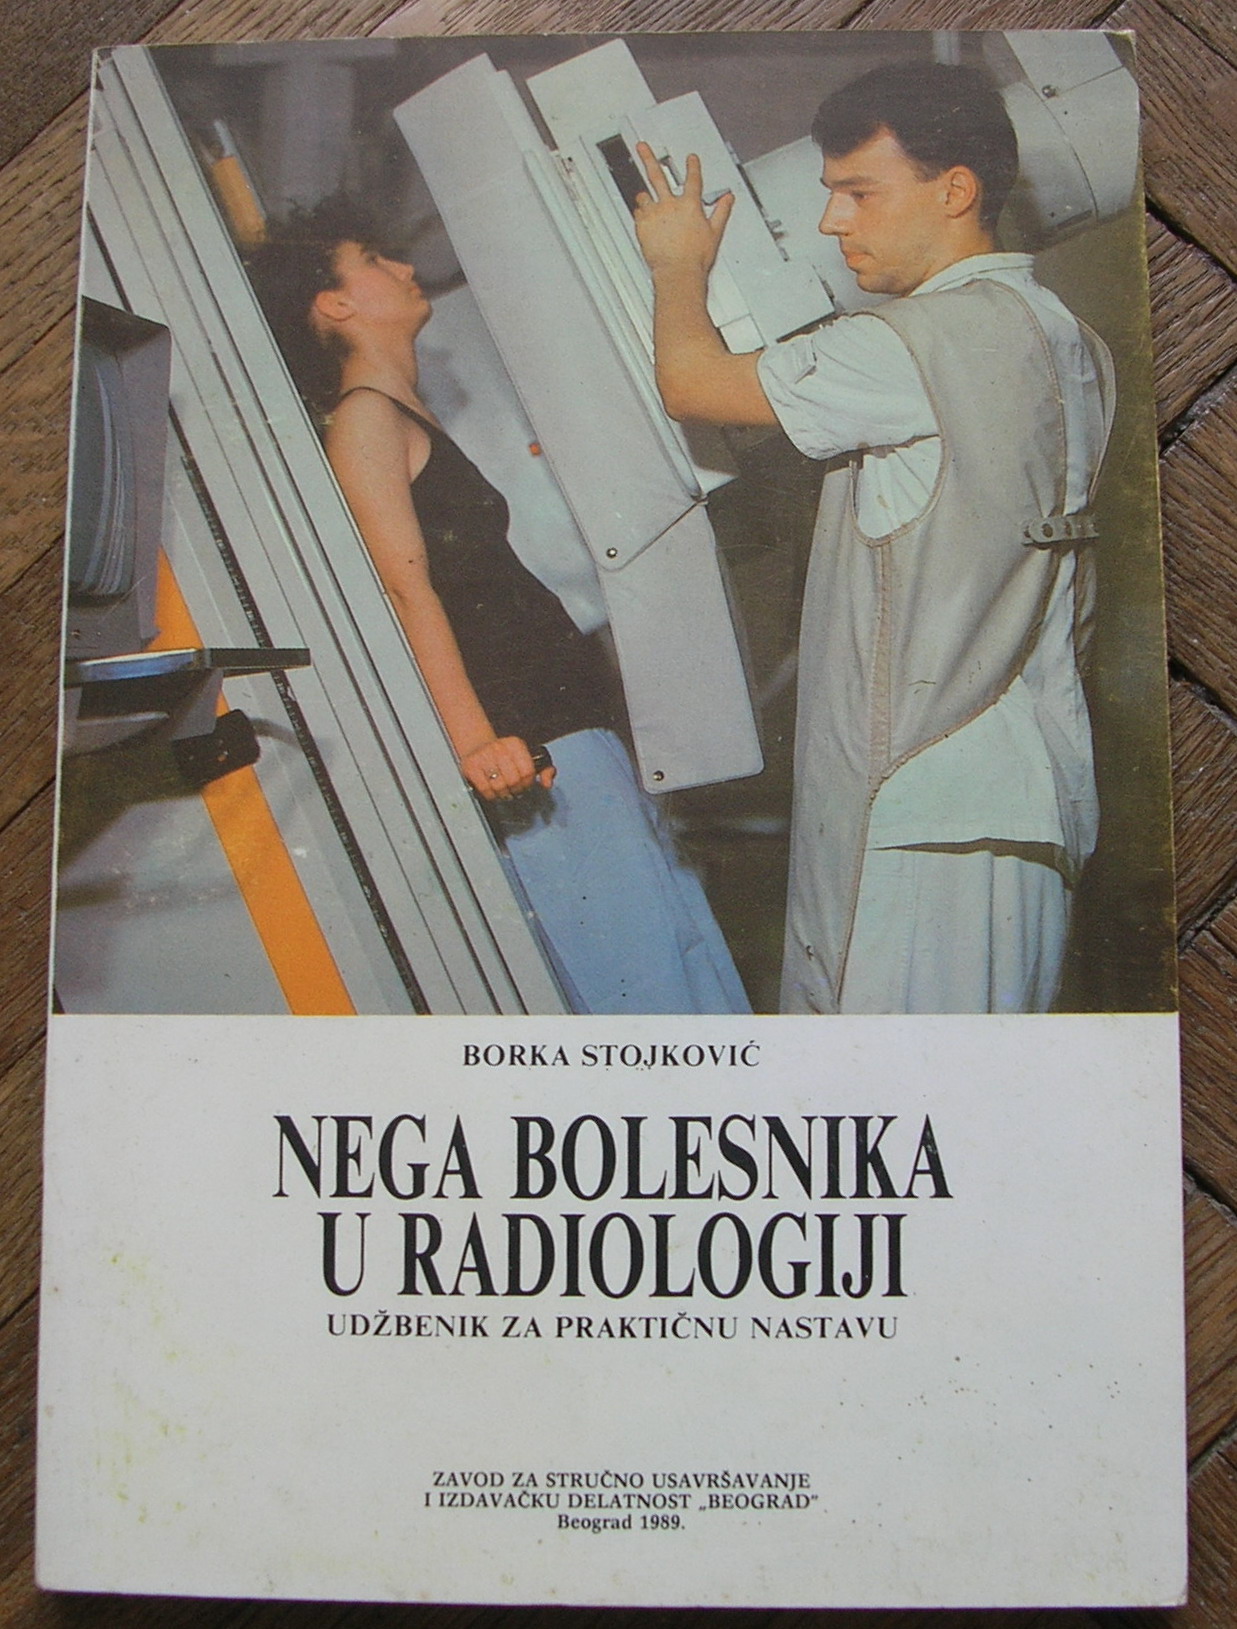 BORKA STOJKOVIĆ
NEGA BOLESNIKA
U RADIOLOGIJI
UDŽBENIK ZA PRAKTIČNU NASTAVU
ZAVOD ZA STRUČNO USAVRŠAVANJE
I IZDAVAČKU DELATNOST „BEOGRAD”
Beograd 1989.